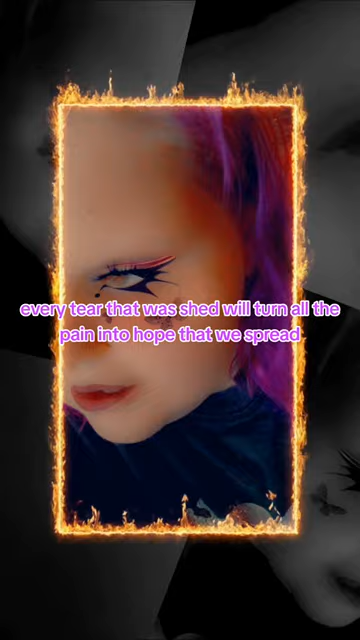 every tear that was shed will turn all the
pain into hope that we spread